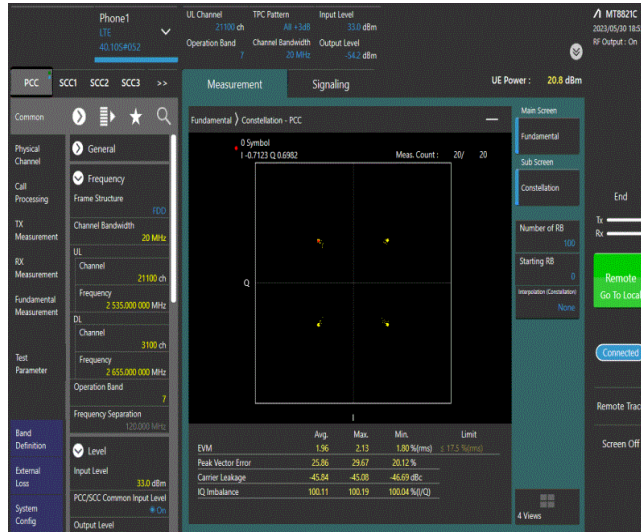 Phone1
LTE
40.10S#052
UL Channel
21100 ch
TPC Pattern
All +3dB
Input Level
33.0 dBm
Operation Band
7
Channel Bandwidth
20 MHz
Output Level
-54.2 dBm
MT8821C
2023/05/30 18:5
RF Output : On
PCC SCC1 SCC2 SCC3 >>
Measurement Signaling
UE Power : 20.8 dBm
Common
Physical
Channel
Call
Processing
TX
Measurement
RX
Measurement
Fundamental
Measurement
Test
Parameter
Band
Definition
External
Loss
System
Config
General
Frequency
Frame Structure
FDD
Channel Bandwidth
20 MHz
UL
Channel
21100 ch
Frequency
2 535.000 000 MHz
DL
Channel
3100 ch
Frequency
2 655.000 000 MHz
Operation Band
7
Frequency Separation
120.000 MHz
Level
Input Level
33.0 dBm
PCC/SCC Common Input Level
On
Output Level
Fundamental 〉 Constellation - PCC
0 Symbol
I -0.7123 Q 0.6982
Meas. Count : 20/ 20
Q
I
Avg. Max. Min. Limit
EVM 1.96 2.13 1.80 %(rms) ≤ 17.5 %(rms)
Peak Vector Error 25.86 29.67 20.12 %
Carrier Leakage -45.84 -45.08 -46.69 dBc
IQ Imbalance 100.11 100.19 100.04 %(I/Q)
Main Screen
Fundamental
Sub Screen
Constellation
Number of RB
100
Starting RB
0
Interpolation (Constellation)
None
4 Views
End
Tx
Rx
Remote
Go To Local
Connected
Remote Trac
Screen Off